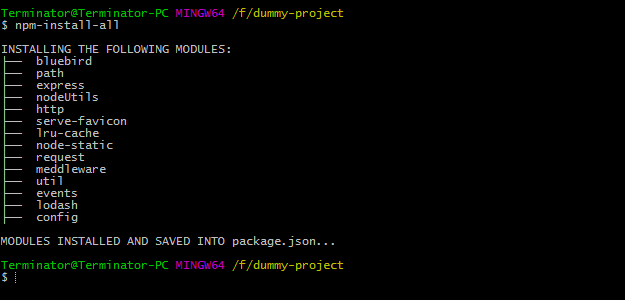 Terminator@Terminator-PC MINGW64 /f/dummy-project
$ npm-install-all
INSTALLING THE FOLLOWING MODULES:
├── bluebird
├── path
├── express
├── nodeUtils
├── http
├── serve-favicon
├── lru-cache
├── node-static
├── request
├── meddleware
├── util
├── events
├── lodash
├── config
MODULES INSTALLED AND SAVED INTO package.json...
Terminator@Terminator-PC MINGW64 /f/dummy-project
$